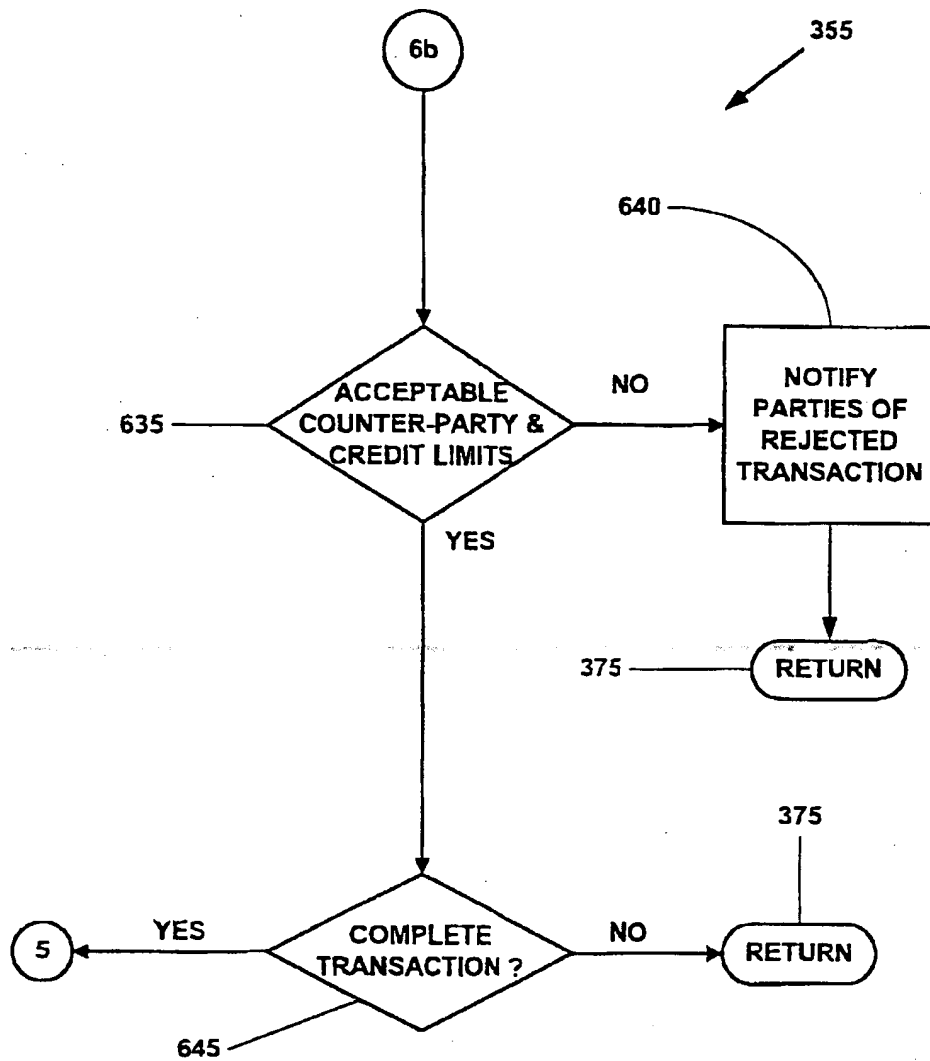 6b
355
640
ACCEPTABLE
COUNTER-PARTY &
CREDIT LIMITS
635
NO
NOTIFY
PARTIES OF
REJECTED
TRANSACTION
YES
375
RETURN
375
5
YES
COMPLETE
TRANSACTION ?
NO
RETURN
645